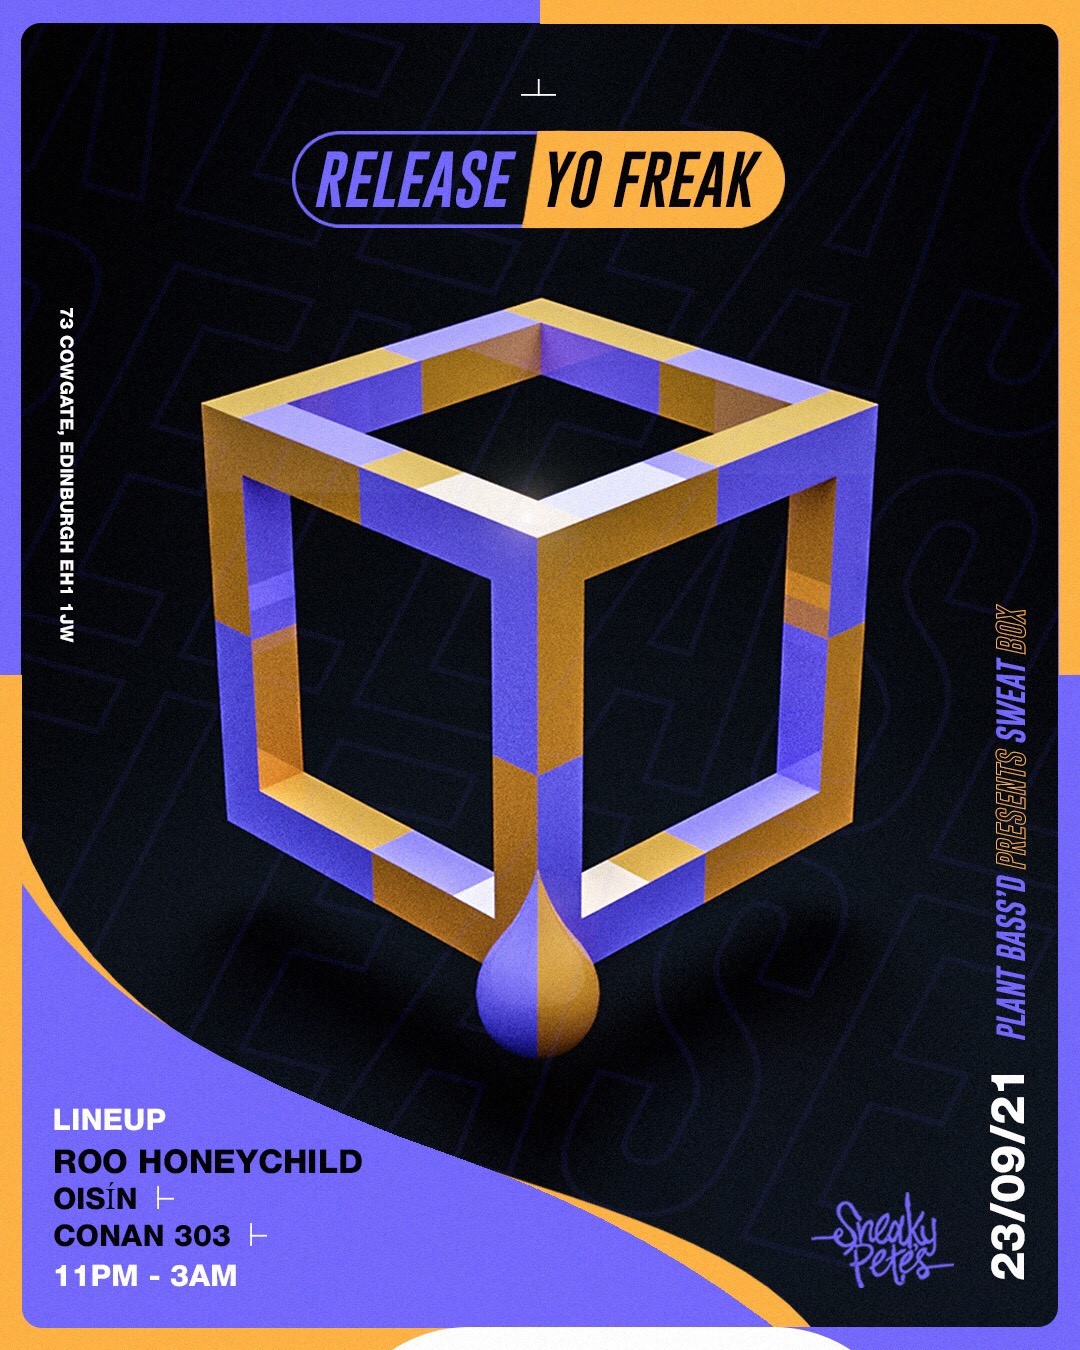 RELEASE YO FREAK
73 COWGATE, EDINBURGH EH1 1JW
PLANT BASS'D PRESENTS SWEAT BOX
23/09/21
LINEUP
ROO HONEYCHILD
OISÍN
CONAN 303
11PM - 3AM
Sneaky
Pete's